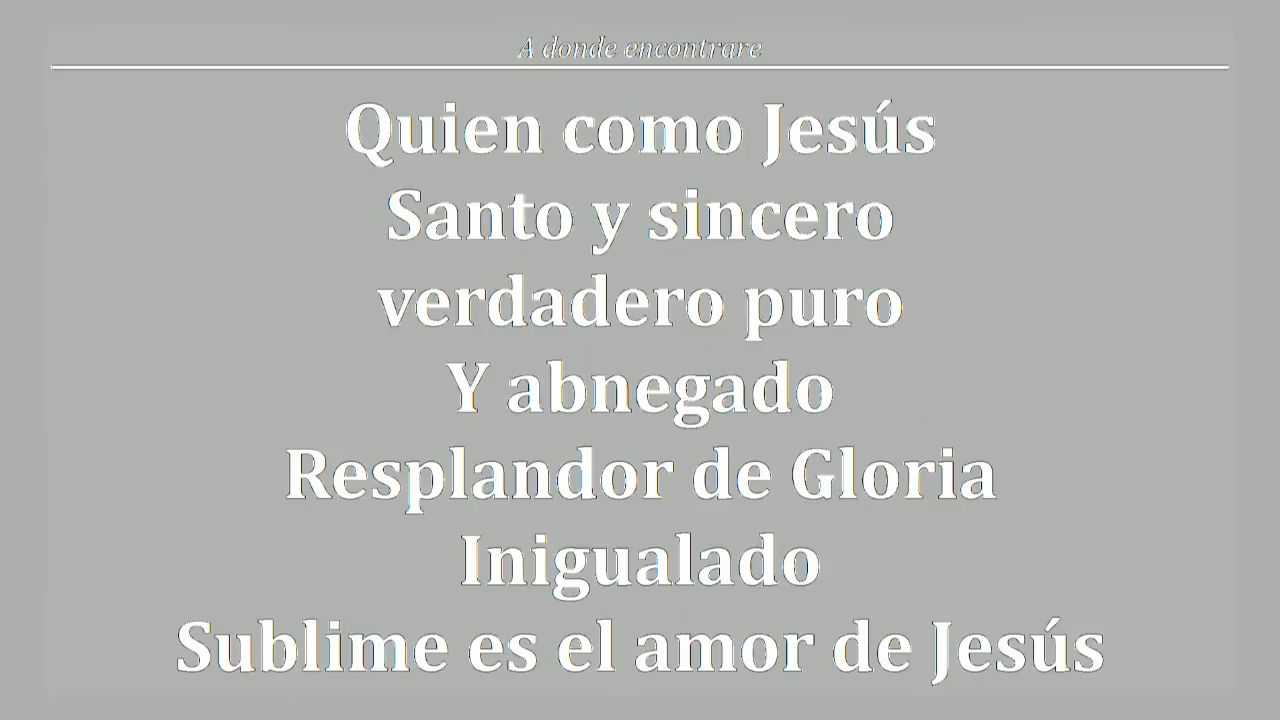 A donde encontrare
Quien como Jesús
Santo y sincero
verdadero puro
Y abnegado
Resplandor de Gloria
Inigualado
Sublime es el amor de Jesús